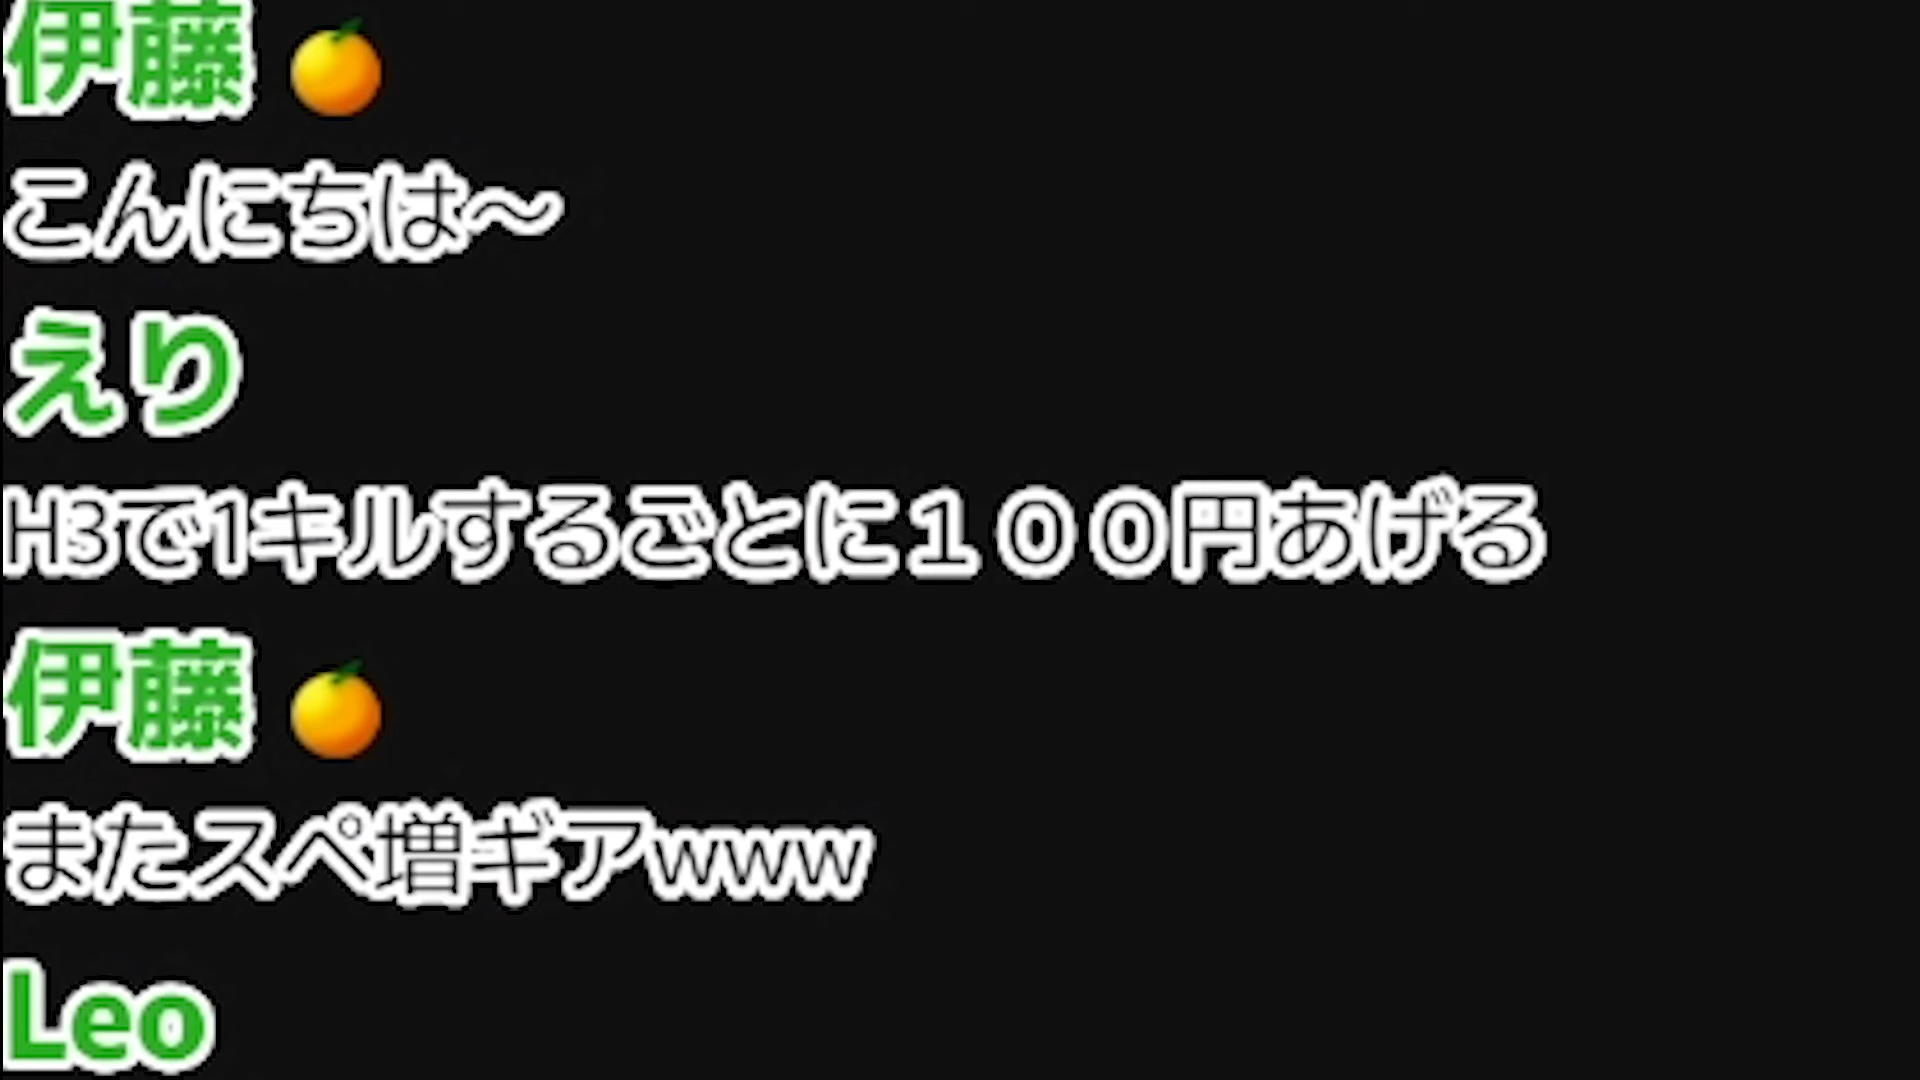 伊藤 🍊
こんにちは～
えり
H3で1キルするごとに１００円あげる
伊藤 🍊
またスペ増ギアwww
Leo